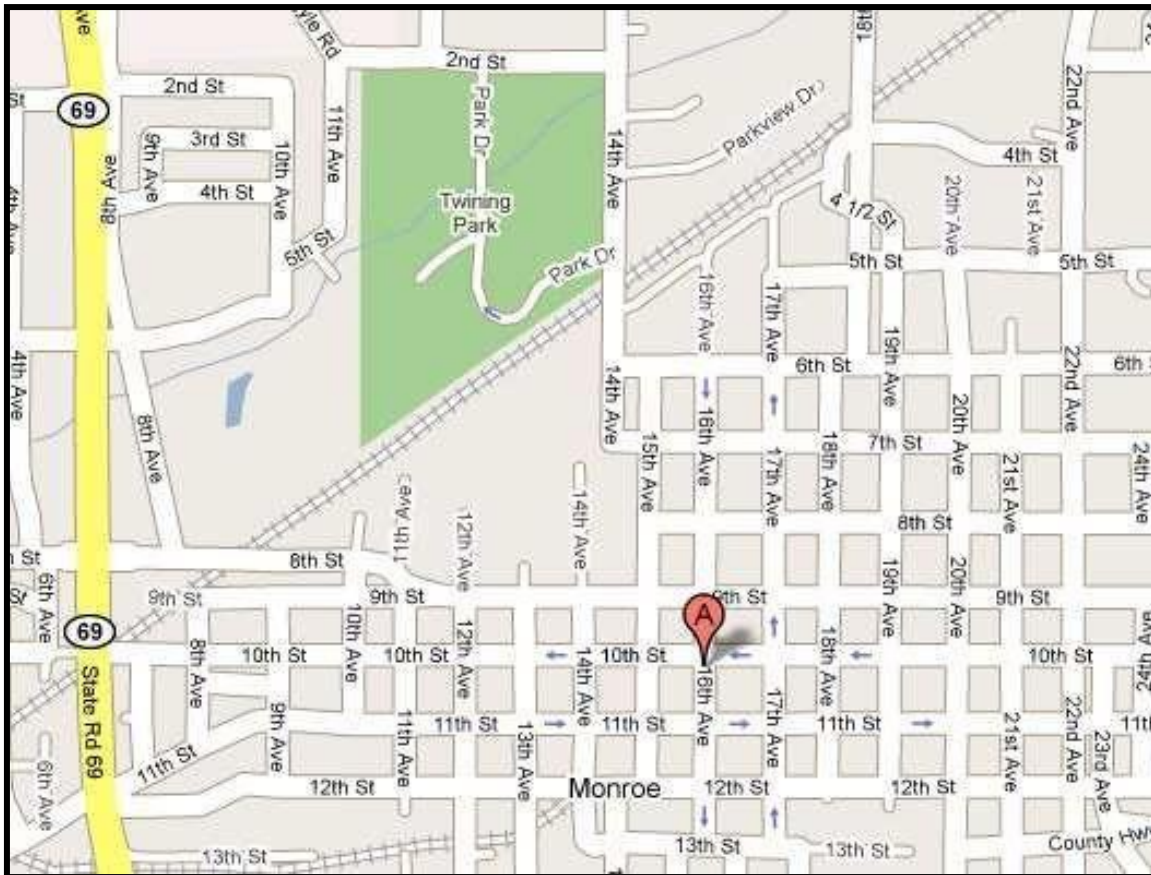 Ave
yle Rd
18t
22nd Ave
2nd St
2nd St
69
Park Dr
11th Ave
14th Ave
Parkview Dr
3rd St
9th Ave
10th Ave
8th Ave
4th St
4th St
4th Ave
Twining
Park
20th Ave
21st Ave
4 1/2 St
5th St
Park Dr
5th St
5th St
16th Ave
17th Ave
19th Ave
22nd Ave
4th Ave
6th St
6th S
14th Ave
8th Ave
15th Ave
16th Ave
17th Ave
18th Ave
7th St
20th Ave
21st Ave
24th Ave
11th Ave
12th Ave
14th Ave
8th St
8th St
St
6th Ave
9th St
9th St
9th St
9th St
19th Ave
20th Ave
A
69
8th Ave
10th Ave
12th Ave
14th Ave
18th Ave
24th Ave
10th St
10th St
10th St
10th St
State Rd 69
16th Ave
17th Ave
9th Ave
11th Ave
13th Ave
21st Ave
22nd Ave
23rd Ave
11th St
11th St
11th St
11th St
11th
6th Ave
12th St
Monroe
12th St
12th St
13th St
13th St
13th St
County Hwy